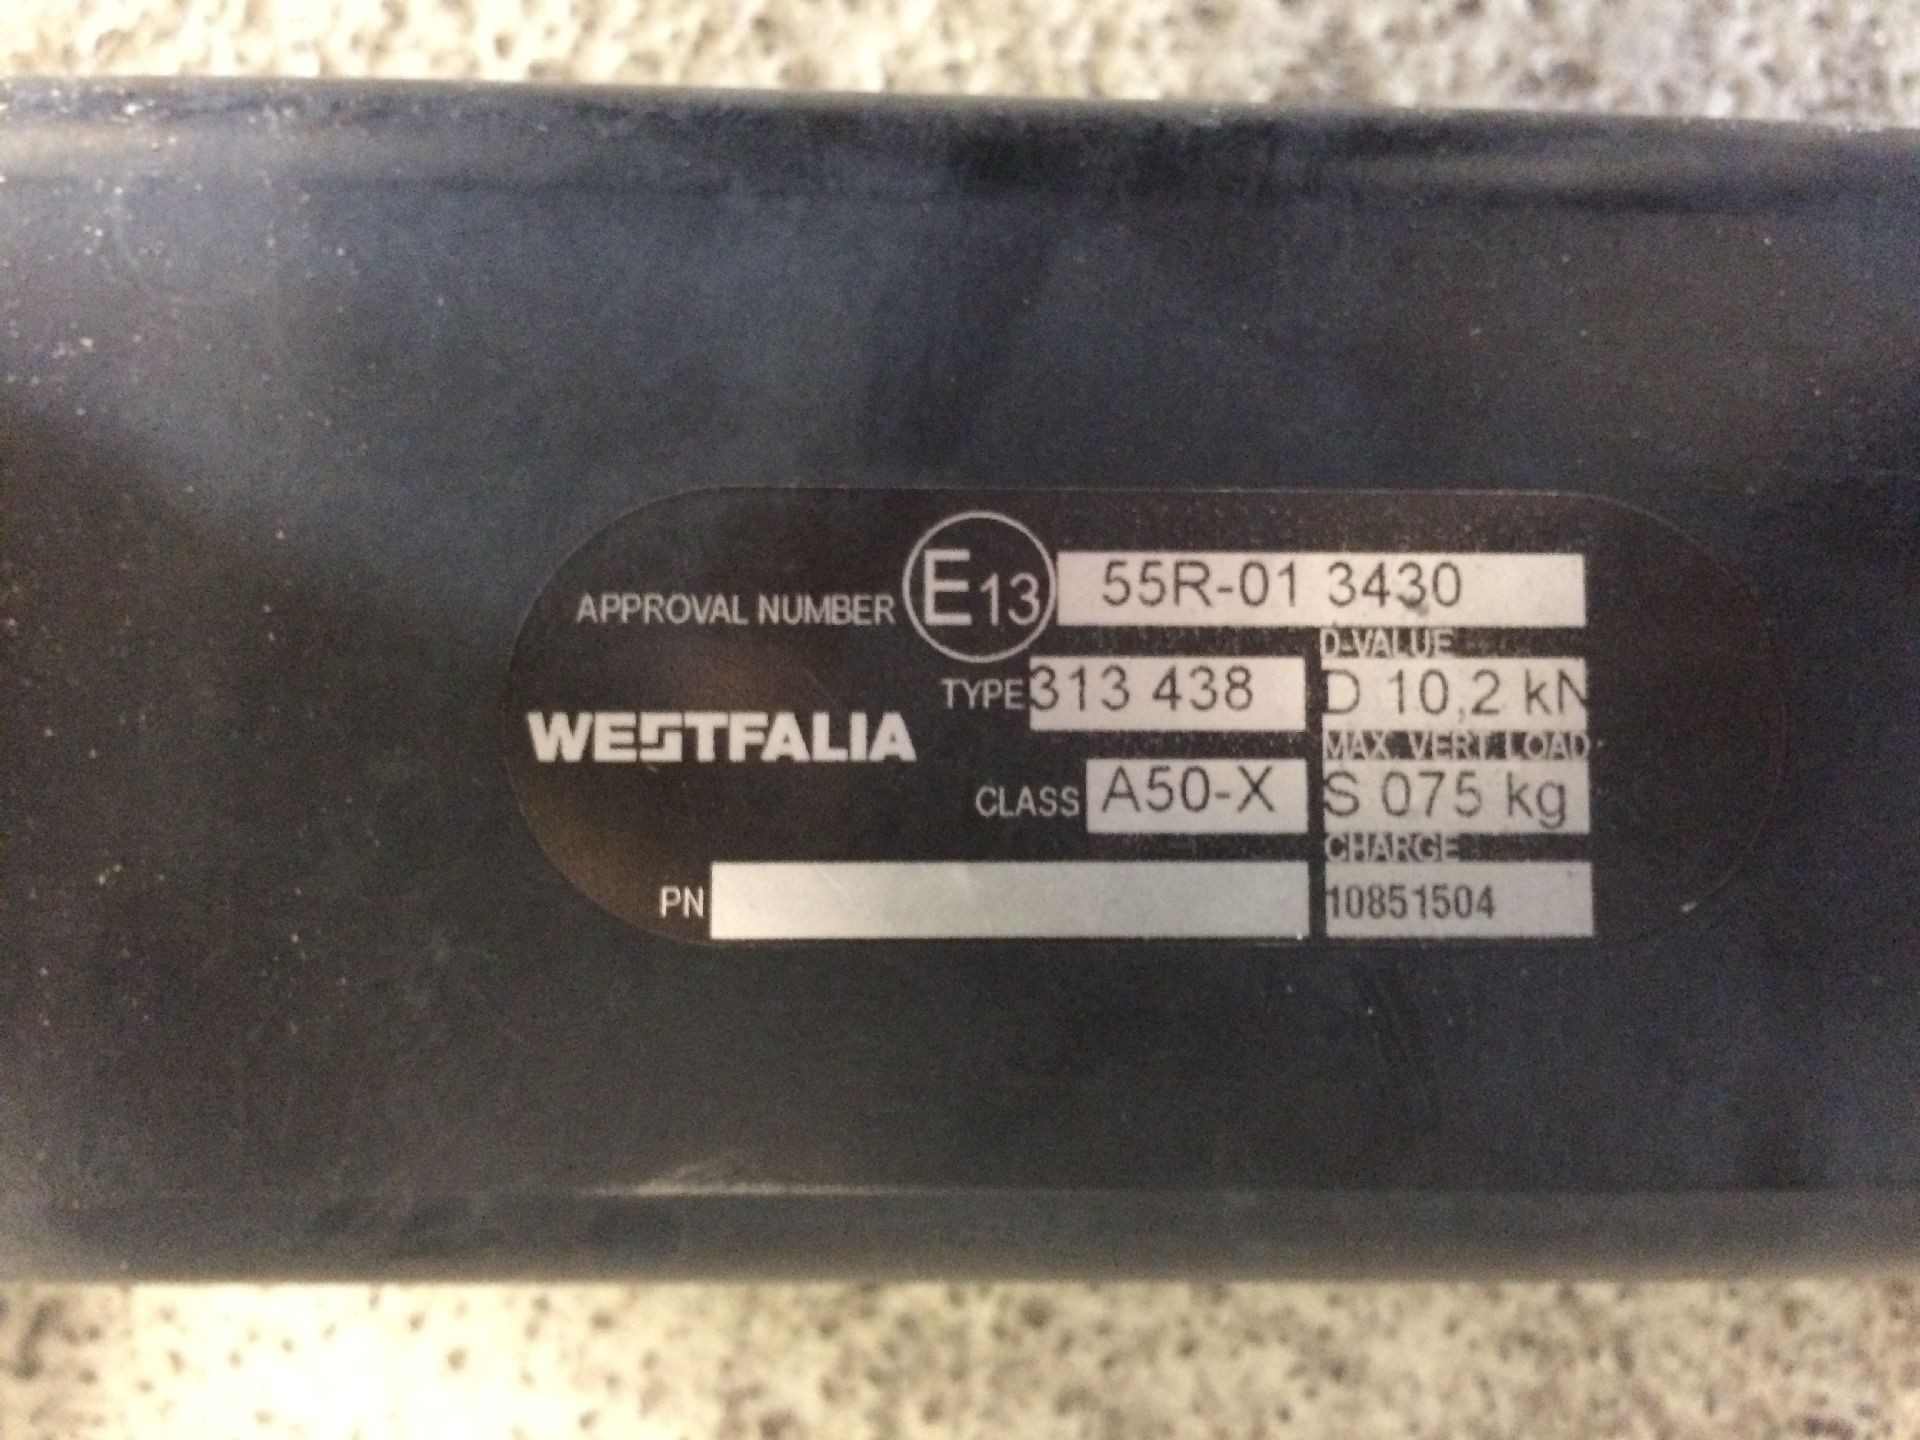 APPROVAL NUMBER E13 55R-01 3430
D-VALUE
TYPE 313 438 D 10,2 kN
WESTFALIA
MAX. VERT. LOAD
CLASS A50-X S 075 kg
CHARGE
PN 10851504